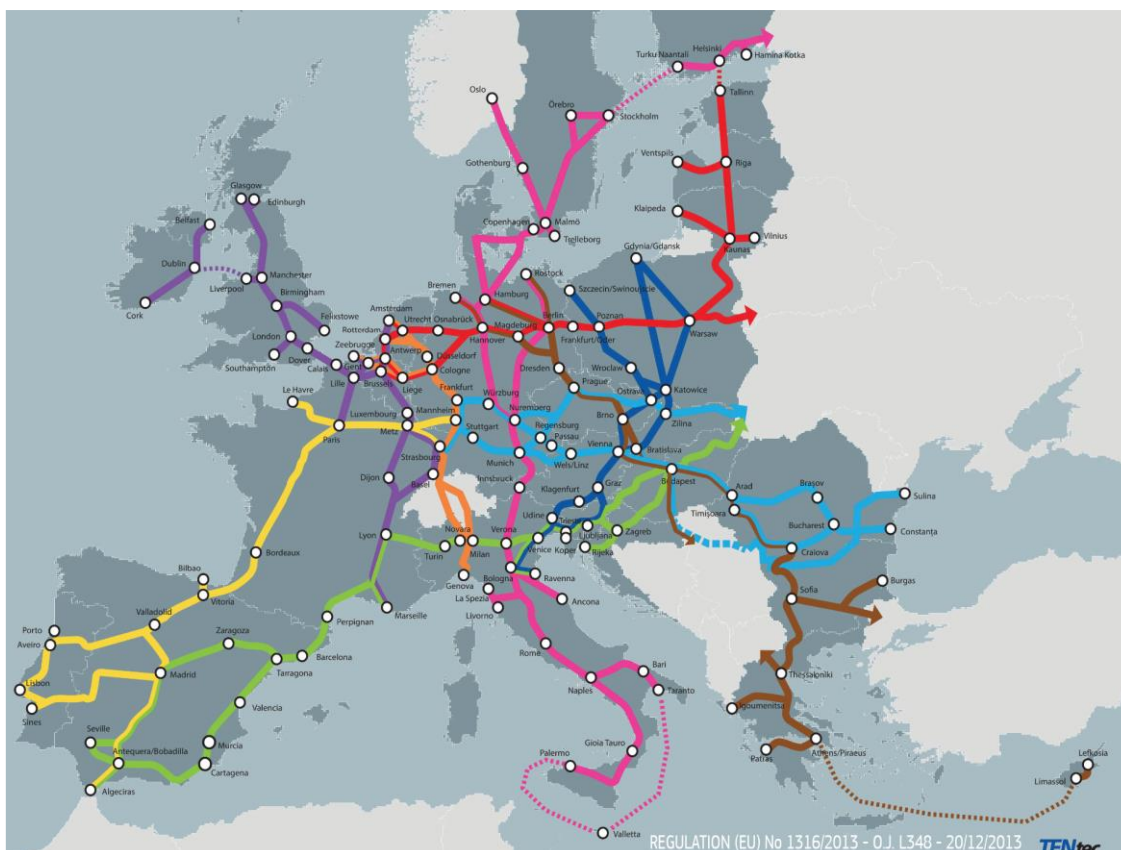 Helsinki
Turku Naantali
Hamina Kotka
Oslo
Tallinn
Örebro
Stockholm
Ventspils
Riga
Gothenburg
Glasgow
Edinburgh
Klaipeda
Belfast
Copenhagen
Malmö
Trelleborg
Vilnius
Kaunas
Gdynia/Gdansk
Dublin
Manchester
Liverpool
Rostock
Szczecin/Swinoujscie
Bremen
Hamburg
Birmingham
Cork
Felixstowe
Amsterdam
Utrecht
Osnabrück
Magdeburg
Berlin
Poznan
Warsaw
Rotterdam
Hannover
Frankfurt/Oder
London
Zeebrugge
Antwerp
Düsseldorf
Dover
Gent
Cologne
Dresden
Wroclaw
Southampton
Calais
Lille
Brussels
Liege
Frankfurt
Prague
Ostrava
Katowice
Le Havre
Würzburg
Luxembourg
Mannheim
Nuremberg
Brno
Zilina
Paris
Metz
Stuttgart
Regensburg
Passau
Vienna
Strasbourg
Munich
Wels/Linz
Bratislava
Basel
Innsbruck
Budapest
Dijon
Klagenfurt
Graz
Arad
Braşov
Sulina
Timişoara
Udine
Trieste
Ljubljana
Zagreb
Bucharest
Lyon
Novara
Verona
Constanţa
Turin
Milan
Venice
Koper
Rijeka
Craiova
Bordeaux
Bologna
Ravenna
Genova
La Spezia
Ancona
Sofia
Burgas
Bilbao
Vitoria
Livorno
Marseille
Valladolid
Perpignan
Porto
Zaragoza
Aveiro
Rome
Barcelona
Bari
Madrid
Tarragona
Naples
Taranto
Thessaloniki
Lisbon
Igoumenitsa
Valencia
Sines
Seville
Murcia
Gioia Tauro
Athens/Piraeus
Antequera/Bobadilla
Patras
Palermo
Lefkosia
Cartagena
Limassol
Algeciras
Valletta
REGULATION (EU) No 1316/2013 - O.J. L348 - 20/12/2013
TENtec